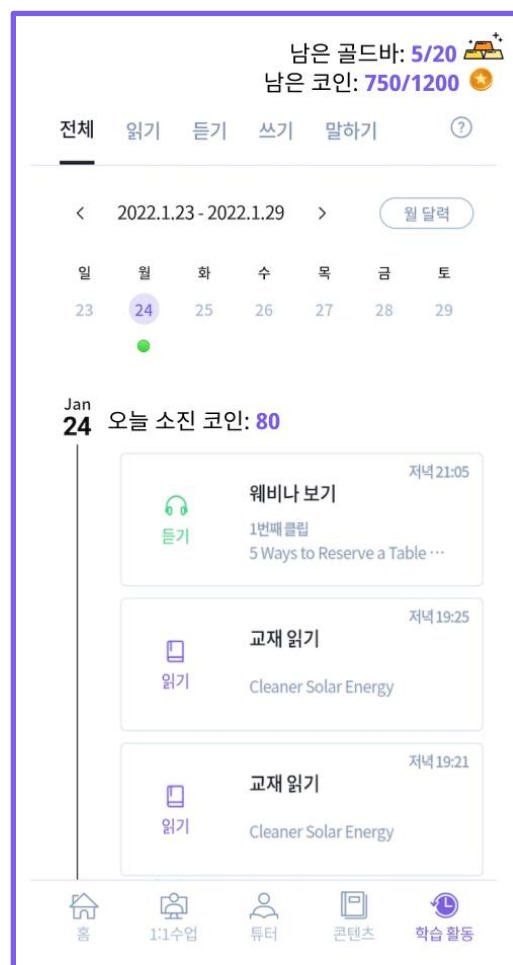 남은 골드바: 5/20
남은 코인: 750/1200
전체 읽기 듣기 쓰기 말하기 ?
< 2022.1.23 - 2022.1.29 > 월 달력
일 월 화 수 목 금 토
23 24 25 26 27 28 29
Jan
24 오늘 소진 코인: 80
저녁 21:05
웨비나 보기
듣기
1번째 클립
5 Ways to Reserve a Table ···
저녁 19:25
교재 읽기
읽기
Cleaner Solar Energy
저녁 19:21
교재 읽기
읽기
Cleaner Solar Energy
홈 1:1수업 튜터 콘텐츠 학습 활동